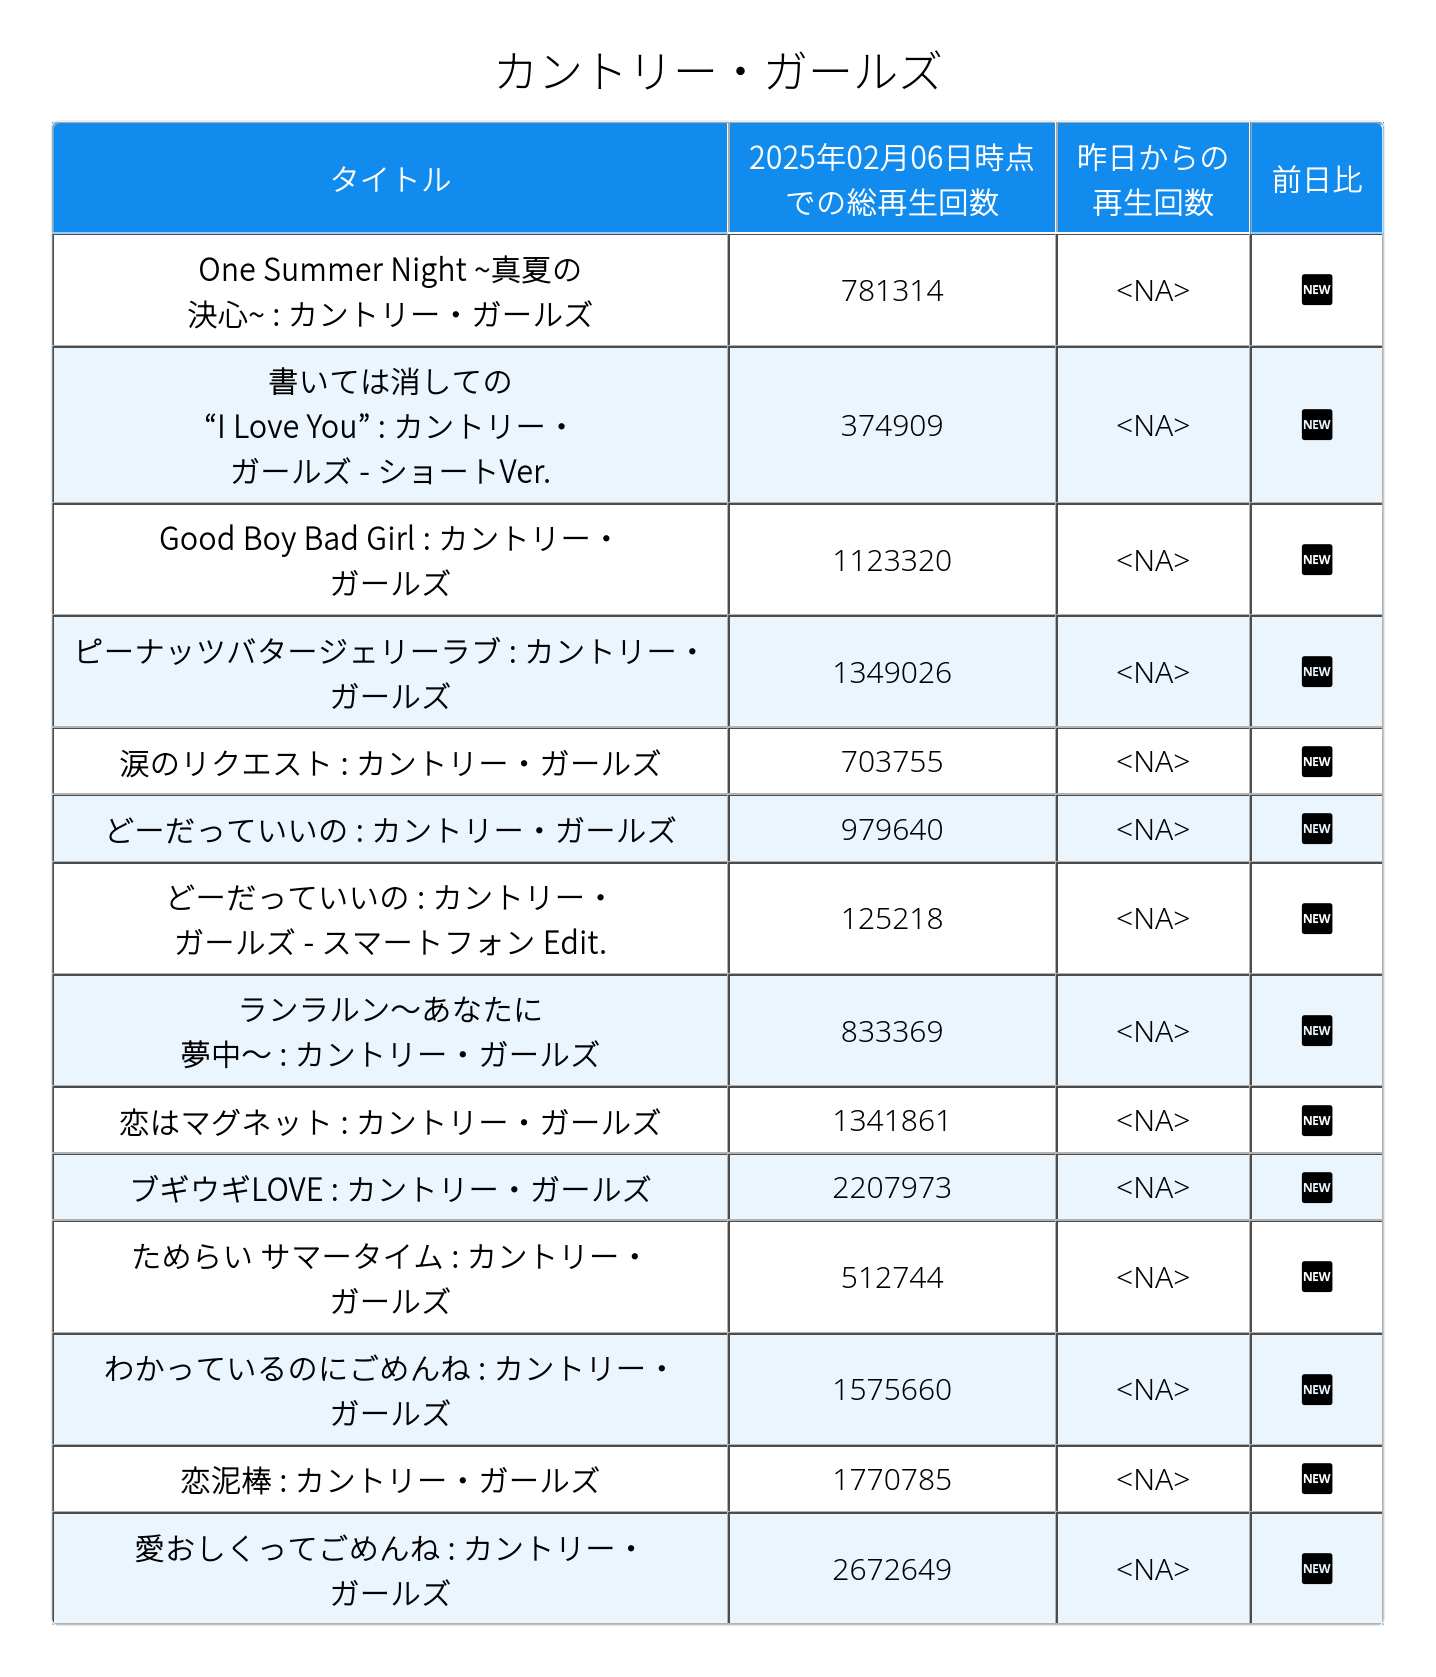 カントリー・ガールズ
タイトル
2025年02月06日時点
での総再生回数
昨日からの
再生回数
前日比
One Summer Night ~真夏の
決心~ : カントリー・ガールズ
781314
<NA>
NEW
書いては消しての
“I Love You” : カントリー・
ガールズ - ショートVer.
374909
<NA>
NEW
Good Boy Bad Girl : カントリー・
ガールズ
1123320
<NA>
NEW
ピーナッツバタージェリーラブ : カントリー・
ガールズ
1349026
<NA>
NEW
涙のリクエスト : カントリー・ガールズ
703755
<NA>
NEW
どーだっていいの : カントリー・ガールズ
979640
<NA>
NEW
どーだっていいの : カントリー・
ガールズ - スマートフォン Edit.
125218
<NA>
NEW
ランラルン～あなたに
夢中～ : カントリー・ガールズ
833369
<NA>
NEW
恋はマグネット : カントリー・ガールズ
1341861
<NA>
NEW
ブギウギLOVE : カントリー・ガールズ
2207973
<NA>
NEW
ためらい サマータイム : カントリー・
ガールズ
512744
<NA>
NEW
わかっているのにごめんね : カントリー・
ガールズ
1575660
<NA>
NEW
恋泥棒 : カントリー・ガールズ
1770785
<NA>
NEW
愛おしくってごめんね : カントリー・
ガールズ
2672649
<NA>
NEW